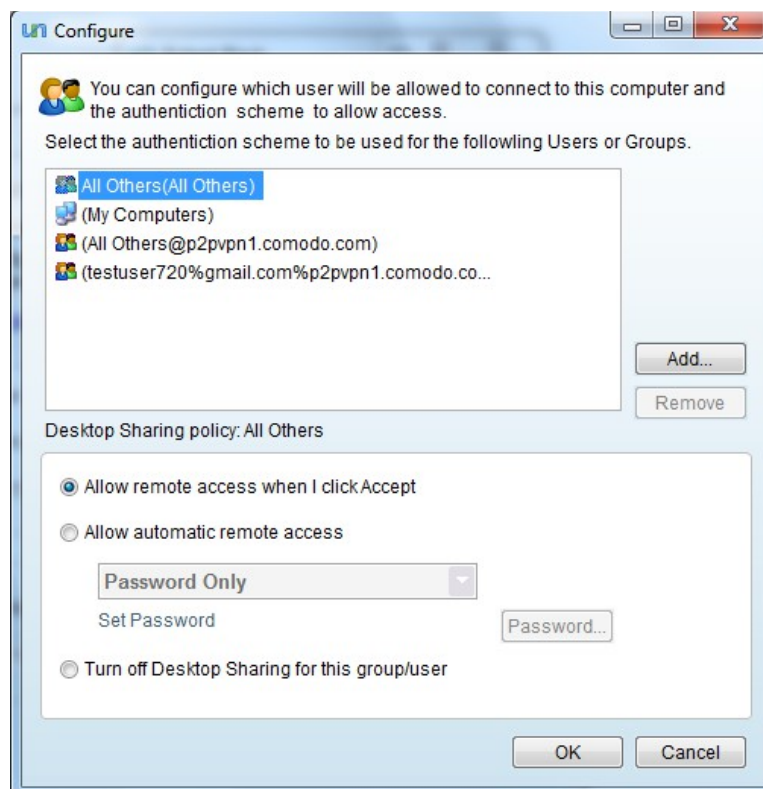 Configure
You can configure which user will be allowed to connect to this computer and
the authentiction scheme to allow access.
Select the authentiction scheme to be used for the followling Users or Groups.
All Others(All Others)
(My Computers)
(All Others@p2pvpn1.comodo.com)
(testuser720%gmail.com%p2pvpn1.comodo.co...
Add...
Remove
Desktop Sharing policy: All Others
Allow remote access when I click Accept
Allow automatic remote access
Password Only
Set Password
Password...
Turn off Desktop Sharing for this group/user
OK
Cancel